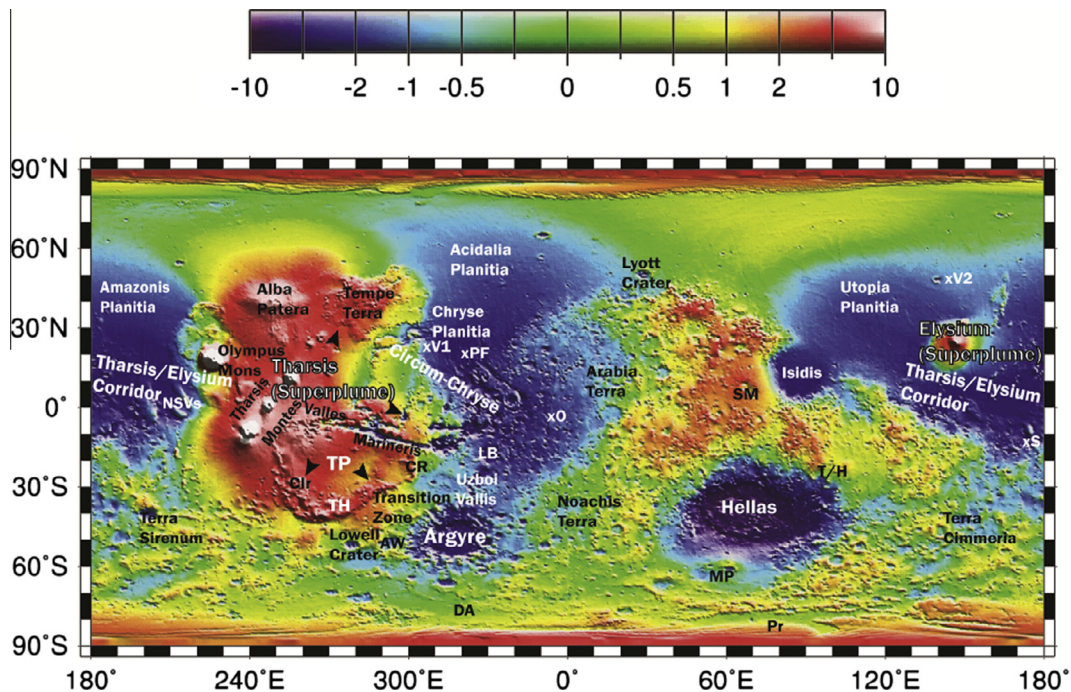 -10 -2 -1 -0.5 0 0.5 1 2 10
90˚N
60˚N
30˚N
0˚
30˚S
60˚S
90˚S
180˚ 240˚E 300˚E 0˚ 60˚E 120˚E 180˚
Amazonis
Planitia
Tharsis/Elysium
Corridor
NSVs
Terra
Sirenum
Alba
Patera
Tempe
Terra
Olympus
Mons
Tharsis
(Superplume)
Tharsis
Montes
Valles
Marineris
TP
Clr
TH
CR
Transition
Zone
Lowell
Crater
AW
Acidalia
Planitia
Chryse
Planitia
xV1
xPF
Circum-Chryse
xO
LB
Uzboi
Vallis
Argyre
DA
Lyott
Crater
Arabia
Terra
Noachis
Terra
SM
Isidis
T/H
Hellas
MP
Pr
Utopia
Planitia
xV2
Elysium
(Superplume)
Tharsis/Elysium
Corridor
xS
Terra
Cimmeria